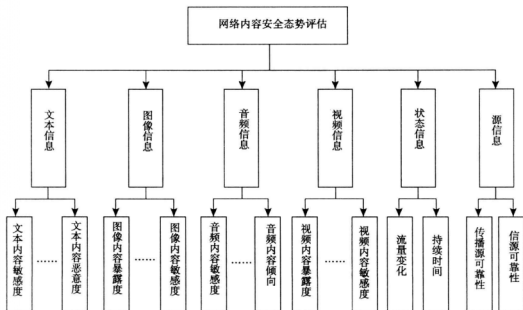 网络内容安全态势评估
文本信息
图像信息
音频信息
视频信息
状态信息
源信息
文本内容敏感度
……
文本内容恶意度
图像内容暴露度
……
图像内容敏感度
音频内容敏感度
……
音频内容倾向
视频内容暴露度
……
视频内容敏感度
流量变化
持续时间
传播源可靠性
信源可靠性